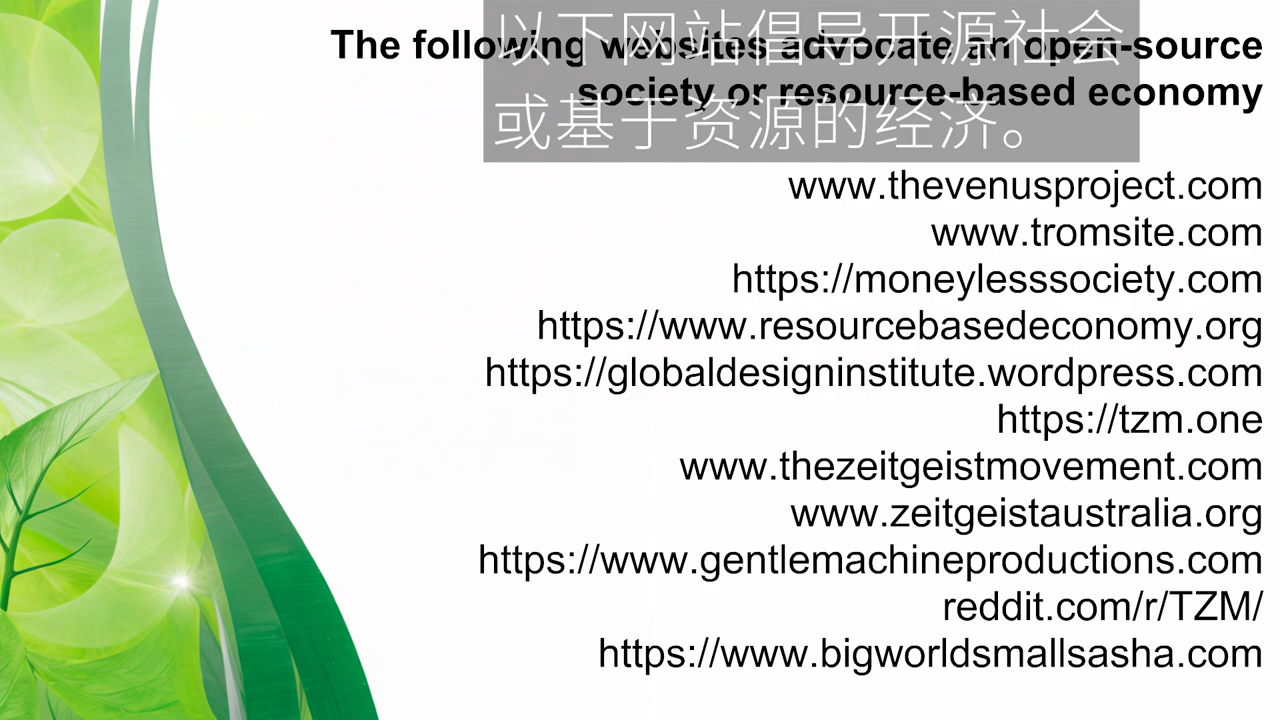 The following websites advocate an open-source
society or resource-based economy
以下网站倡导开源社会
或基于资源的经济。
www.thevenusproject.com
www.tromsite.com
https://moneylesssociety.com
https://www.resourcebasedeconomy.org
https://globaldesigninstitute.wordpress.com
https://tzm.one
www.thezeitgeistmovement.com
www.zeitgeistaustralia.org
https://www.gentlemachineproductions.com
reddit.com/r/TZM/
https://www.bigworldsmallsasha.com